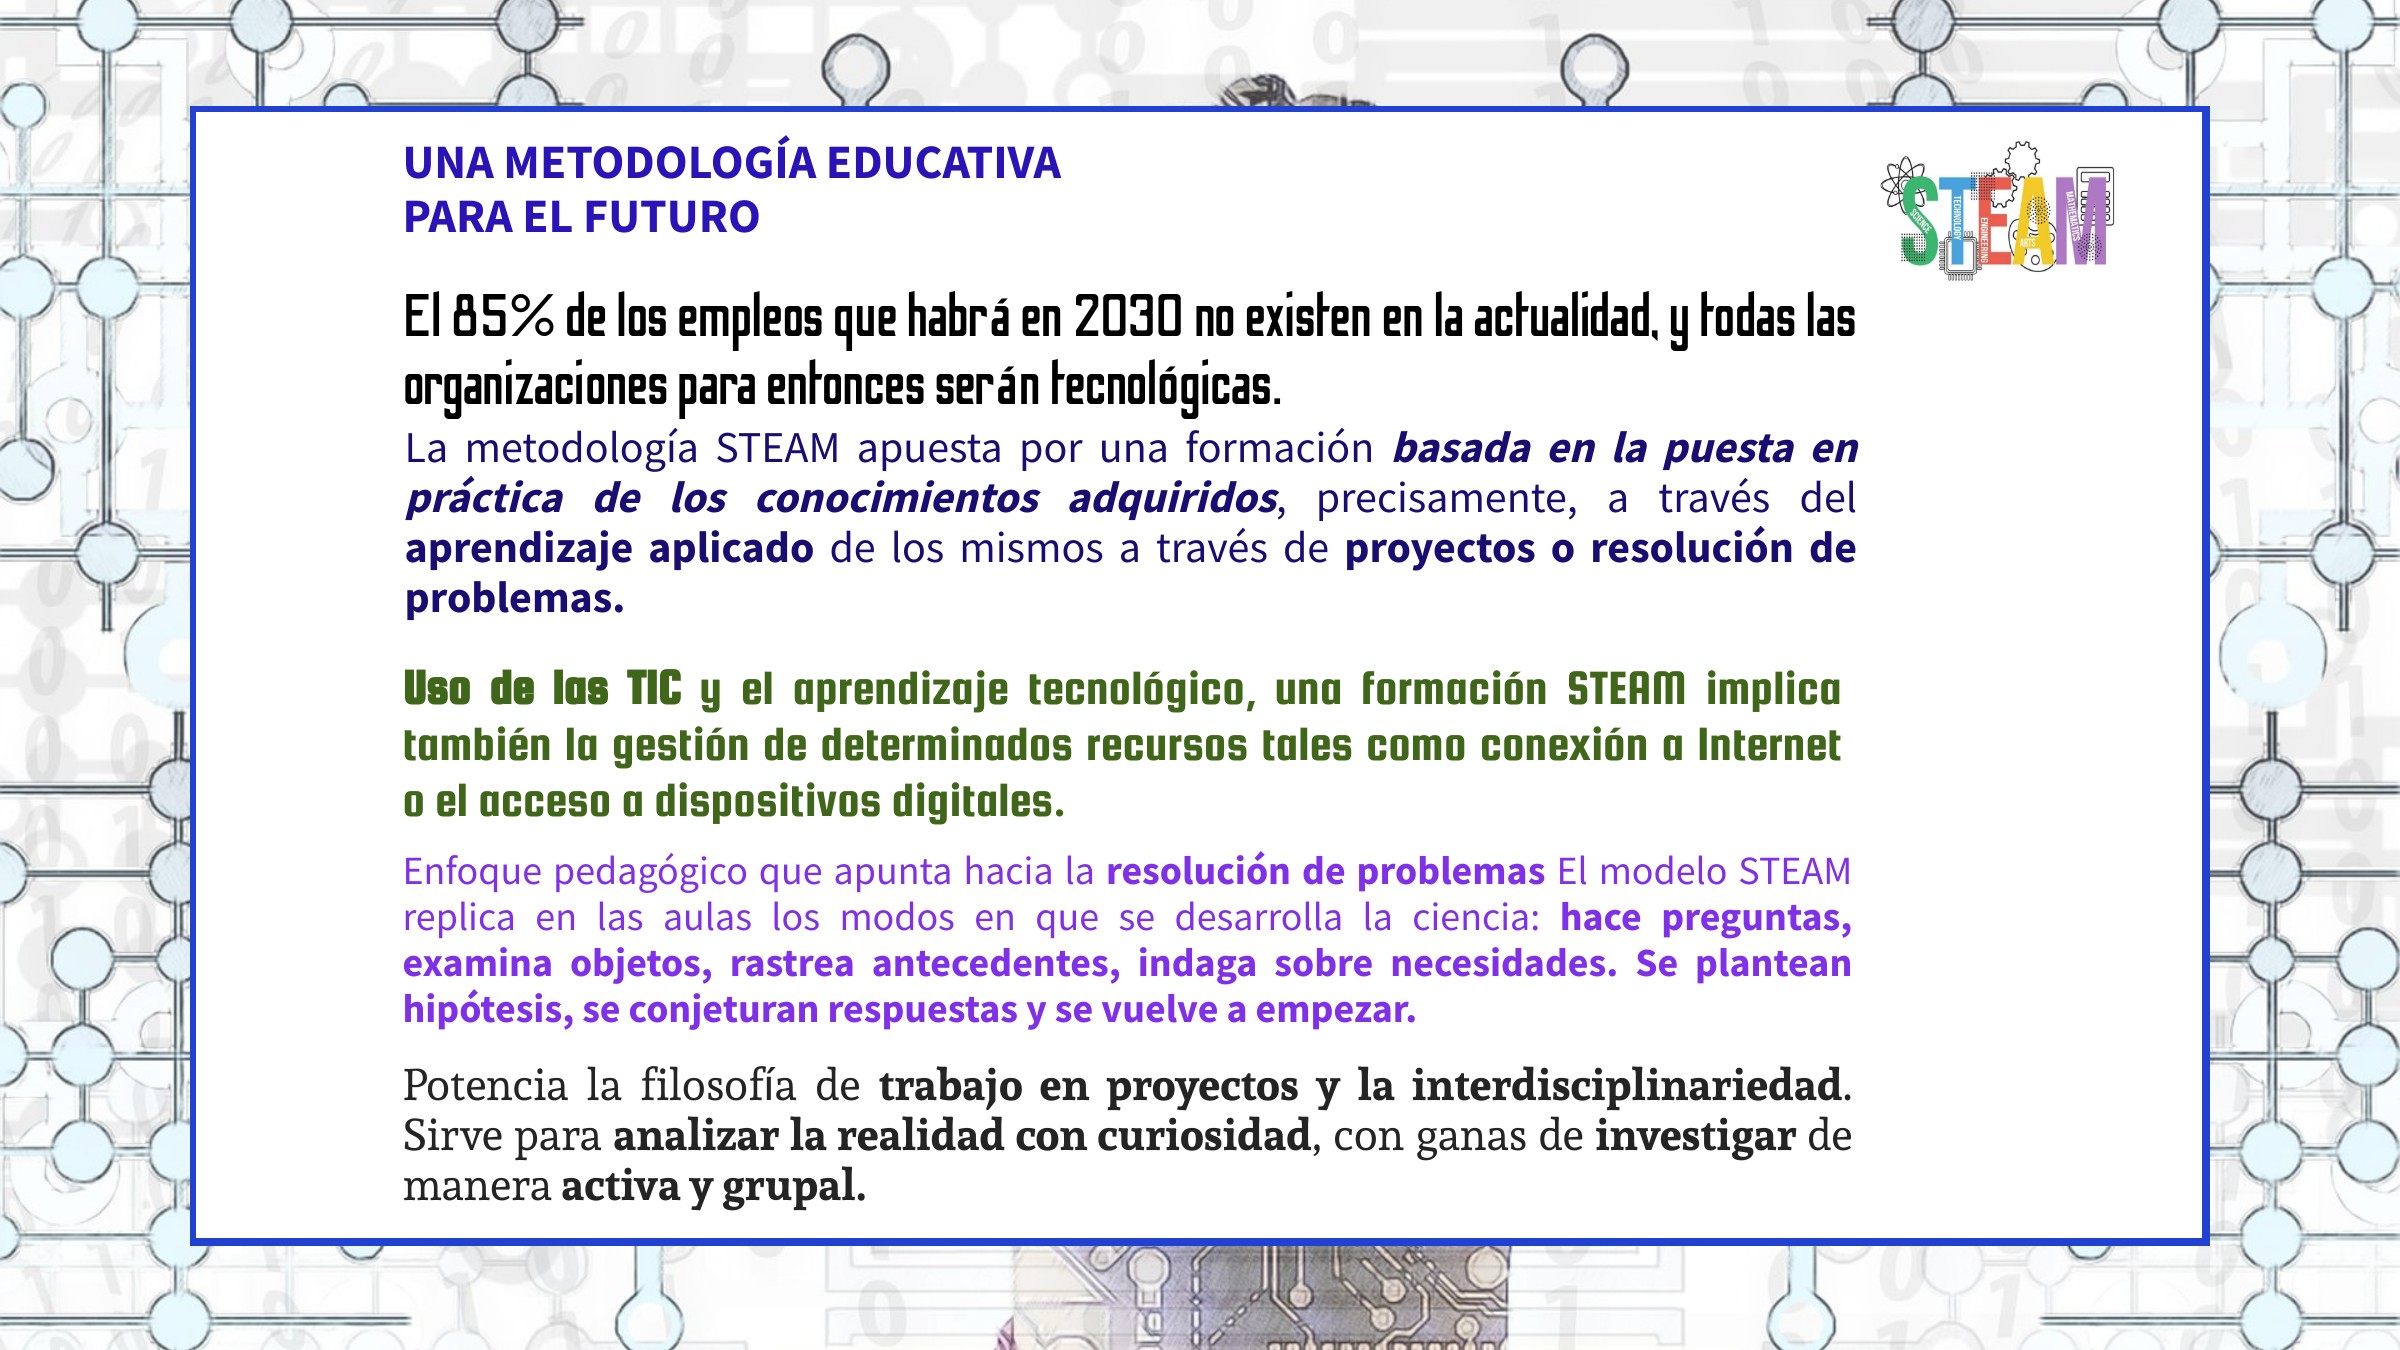 UNA METODOLOGÍA EDUCATIVA
PARA EL FUTURO
STEAM
SCIENCE
TECHNOLOGY
ENGINEERING
ARTS
MATHEMATICS
El 85% de los empleos que habrá en 2030 no existen en la actualidad, y todas las
organizaciones para entonces serán tecnológicas.
La metodología STEAM apuesta por una formación basada en la puesta en
práctica de los conocimientos adquiridos, precisamente, a través del
aprendizaje aplicado de los mismos a través de proyectos o resolución de
problemas.
Uso de las TIC y el aprendizaje tecnológico, una formación STEAM implica
también la gestión de determinados recursos tales como conexión a Internet
o el acceso a dispositivos digitales.
Enfoque pedagógico que apunta hacia la resolución de problemas El modelo STEAM
replica en las aulas los modos en que se desarrolla la ciencia: hace preguntas,
examina objetos, rastrea antecedentes, indaga sobre necesidades. Se plantean
hipótesis, se conjeturan respuestas y se vuelve a empezar.
Potencia la filosofía de trabajo en proyectos y la interdisciplinariedad.
Sirve para analizar la realidad con curiosidad, con ganas de investigar de
manera activa y grupal.